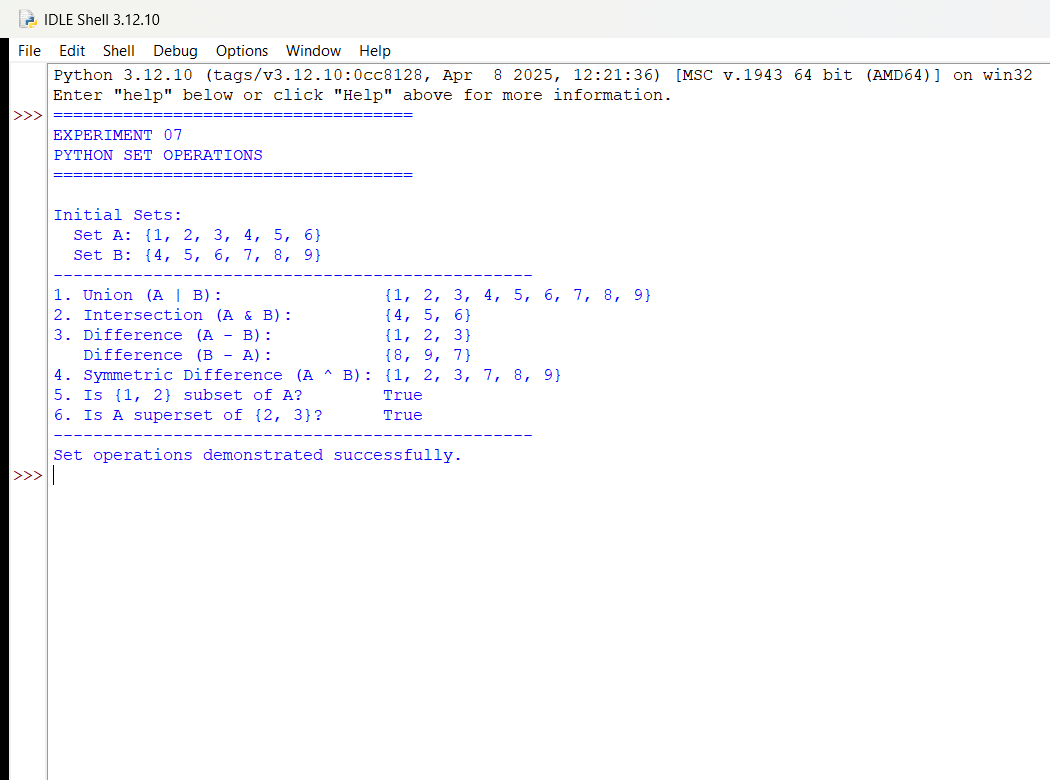 IDLE Shell 3.12.10
File Edit Shell Debug Options Window Help
Python 3.12.10 (tags/v3.12.10:0cc8128, Apr  8 2025, 12:21:36) [MSC v.1943 64 bit (AMD64)] on win32
Enter "help" below or click "Help" above for more information.
>>> ====================================
EXPERIMENT 07
PYTHON SET OPERATIONS
====================================

Initial Sets:
  Set A: {1, 2, 3, 4, 5, 6}
  Set B: {4, 5, 6, 7, 8, 9}
------------------------------------------------
1. Union (A | B):                {1, 2, 3, 4, 5, 6, 7, 8, 9}
2. Intersection (A & B):         {4, 5, 6}
3. Difference (A - B):           {1, 2, 3}
   Difference (B - A):           {8, 9, 7}
4. Symmetric Difference (A ^ B): {1, 2, 3, 7, 8, 9}
5. Is {1, 2} subset of A?        True
6. Is A superset of {2, 3}?      True
------------------------------------------------
Set operations demonstrated successfully.
>>>